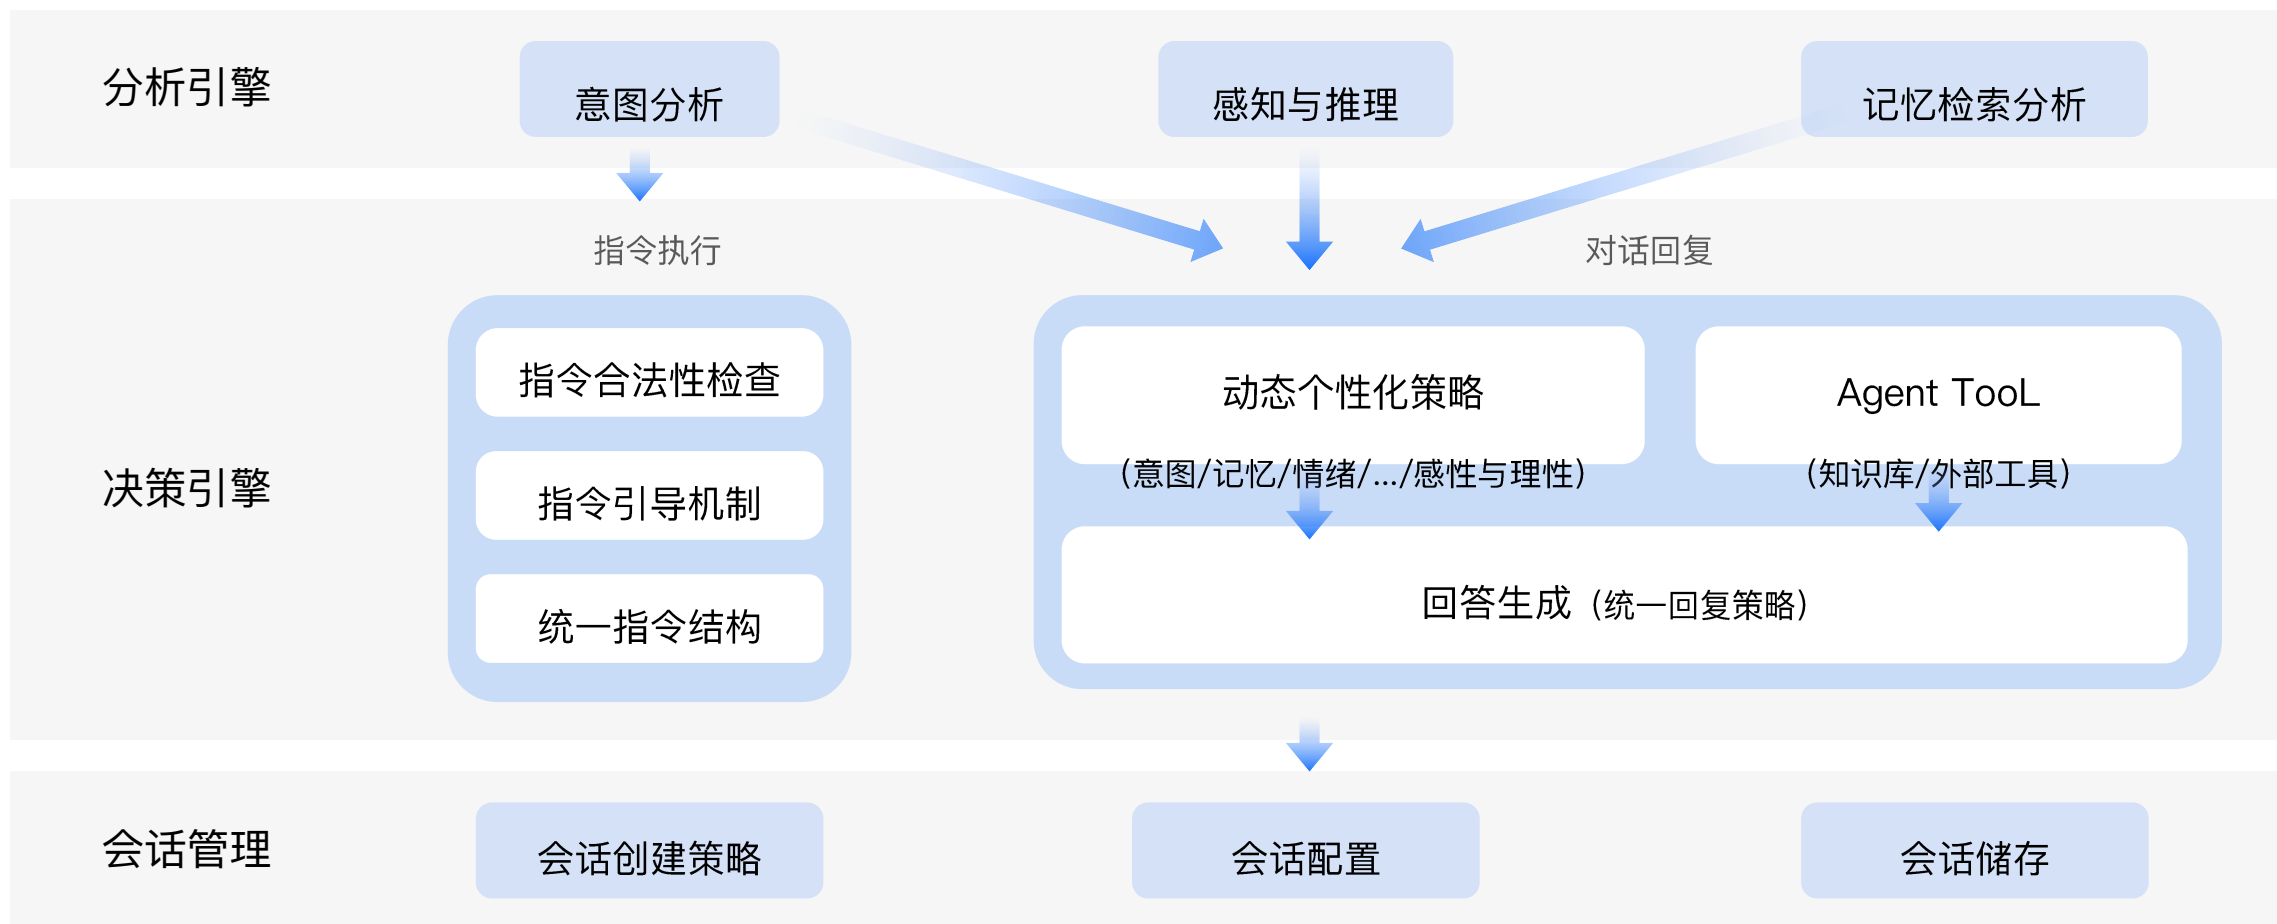 分析引擎
意图分析
感知与推理
记忆检索分析
指令执行
对话回复
决策引擎
指令合法性检查
指令引导机制
统一指令结构
动态个性化策略
(意图/记忆/情绪/.../感性与理性)
Agent TooL
(知识库/外部工具)
回答生成 (统一回复策略)
会话管理
会话创建策略
会话配置
会话储存